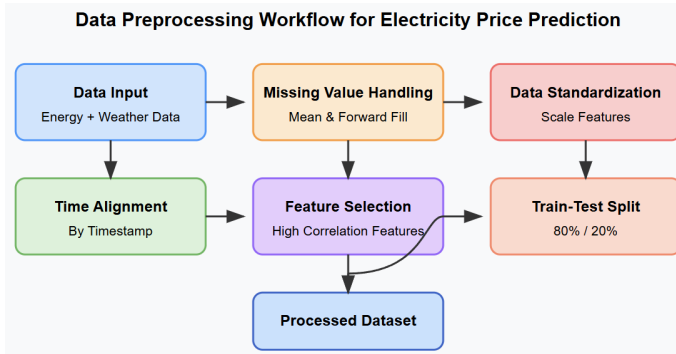 Data Preprocessing Workflow for Electricity Price Prediction
Data Input
Energy + Weather Data
Missing Value Handling
Mean & Forward Fill
Data Standardization
Scale Features
Time Alignment
By Timestamp
Feature Selection
High Correlation Features
Train-Test Split
80% / 20%
Processed Dataset